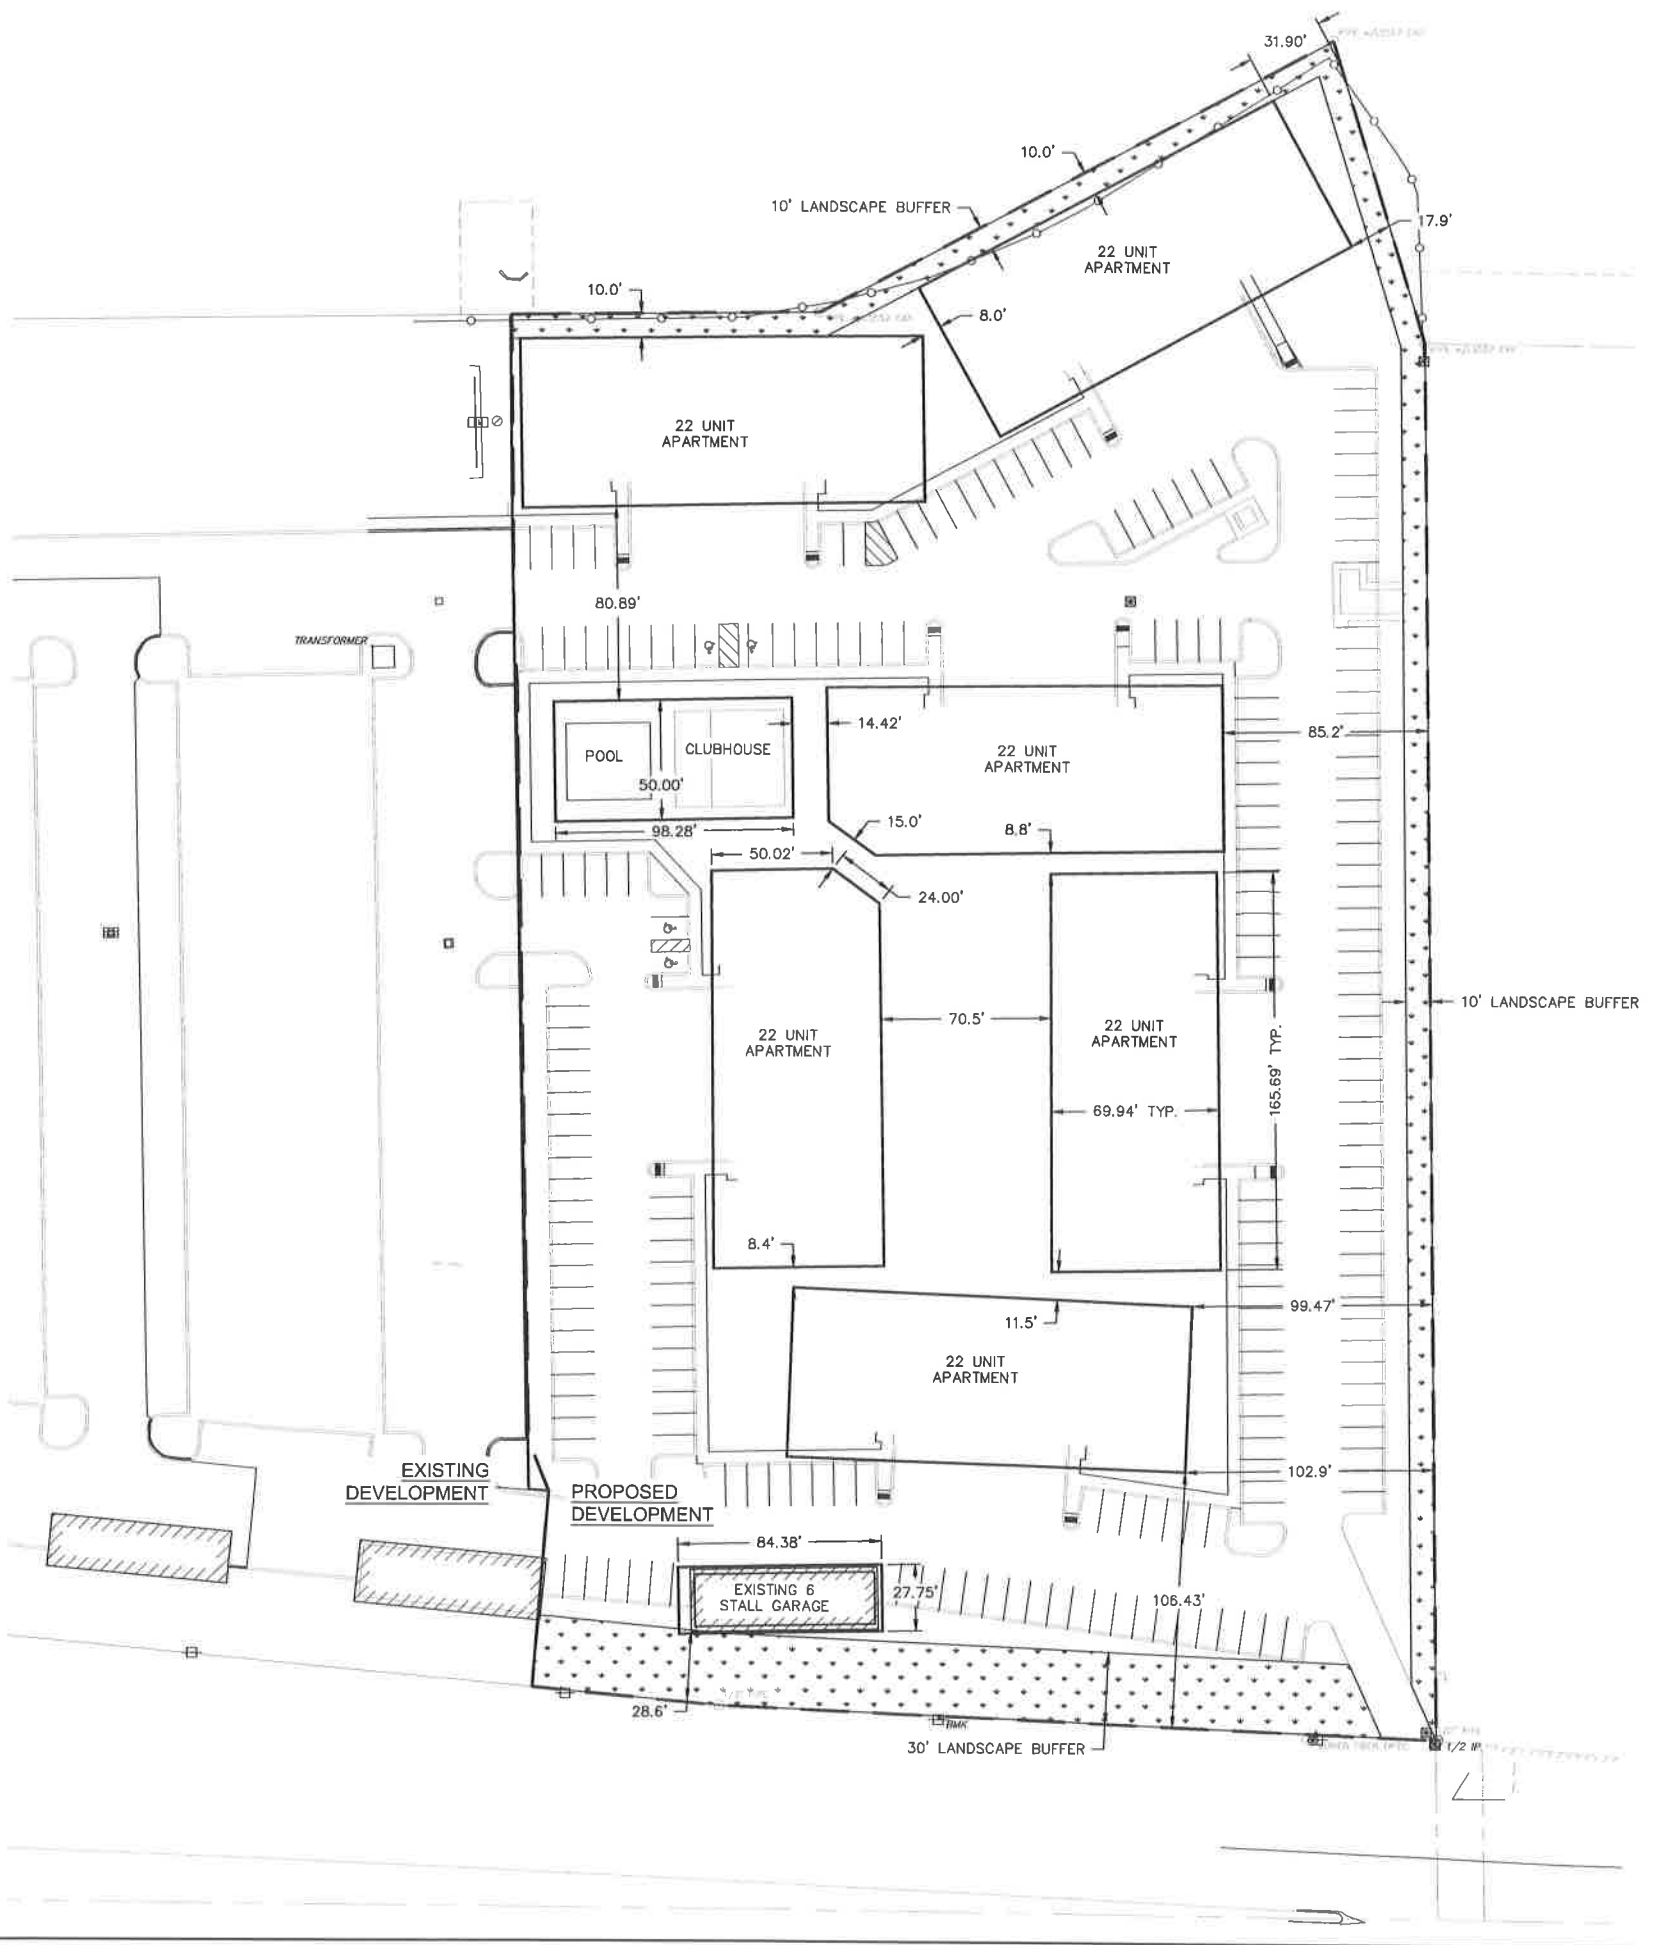 31.90'
10.0'
10' LANDSCAPE BUFFER
17.9'
22 UNIT
APARTMENT
10.0'
8.0'
22 UNIT
APARTMENT
80.89'
TRANSFORMER
14.42'
85.2'
POOL
CLUBHOUSE
22 UNIT
APARTMENT
50.00'
98.28'
15.0'
8.8'
50.02'
24.00'
10' LANDSCAPE BUFFER
70.5'
22 UNIT
APARTMENT
22 UNIT
APARTMENT
165.69' TYP.
69.94' TYP.
8.4'
99.47'
11.5'
22 UNIT
APARTMENT
EXISTING
DEVELOPMENT
PROPOSED
DEVELOPMENT
102.9'
84.38'
EXISTING 6
STALL GARAGE
27.75'
106.43'
28.6'
BMK
30' LANDSCAPE BUFFER
1/2 IP